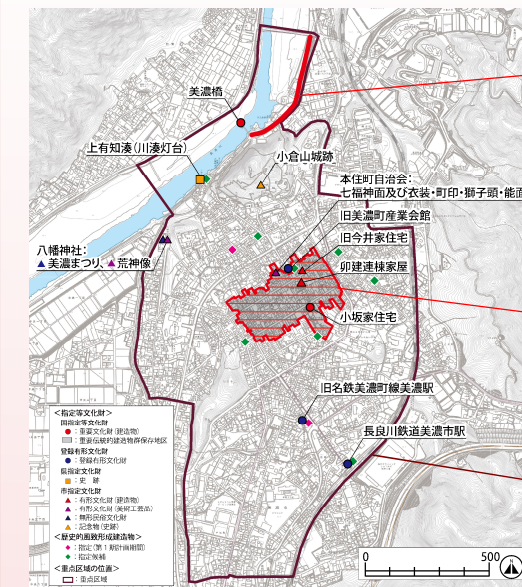 美濃橋
上有知湊(川湊灯台)
小倉山城跡
本住町自治会:
七福神面及び衣装・町印・獅子頭・能面
旧美濃町産業会館
八幡神社:
▲美濃まつり、▲荒神像
旧今井家住宅
卯建連棟家屋
小坂家住宅
旧名鉄美濃町線美濃駅
長良川鉄道美濃市駅
<指定等文化財>
国指定等文化財
:重要文化財(建造物)
:重要伝統的建造物群保存地区
登録有形文化財
:登録有形文化財
県指定文化財
:史 跡
市指定文化財
:有形文化財(建造物)
:有形文化財(美術工芸品)
:無形民俗文化財
:記念物(史跡)
<歴史的風致形成建造物>
:指定(第1期計画期間)
:指定候補
<重点区域の位置>
:重点区域
0 500